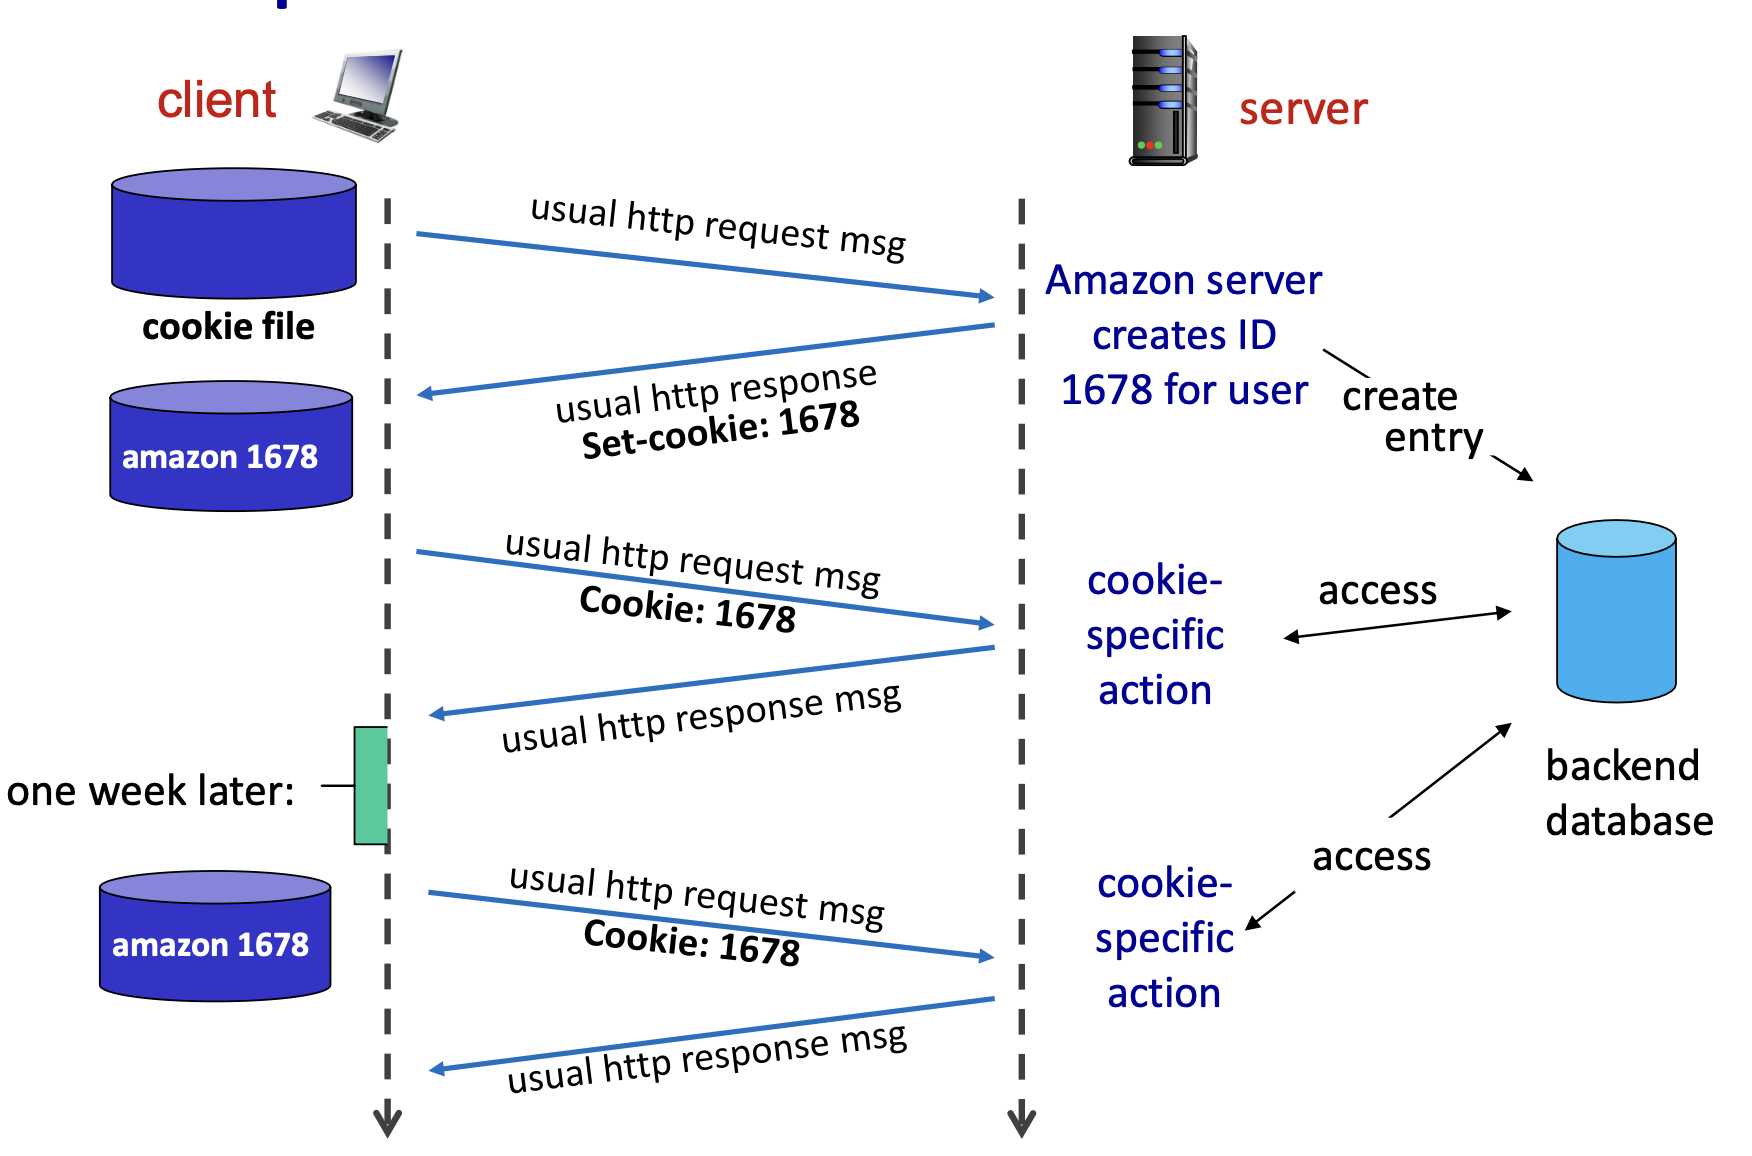 client
server
usual http request msg
cookie file
Amazon server
creates ID
1678 for user
create
entry
usual http response
Set-cookie: 1678
amazon 1678
usual http request msg
Cookie: 1678
cookie-
specific
action
access
usual http response msg
one week later:
backend
database
access
usual http request msg
Cookie: 1678
amazon 1678
cookie-
specific
action
usual http response msg